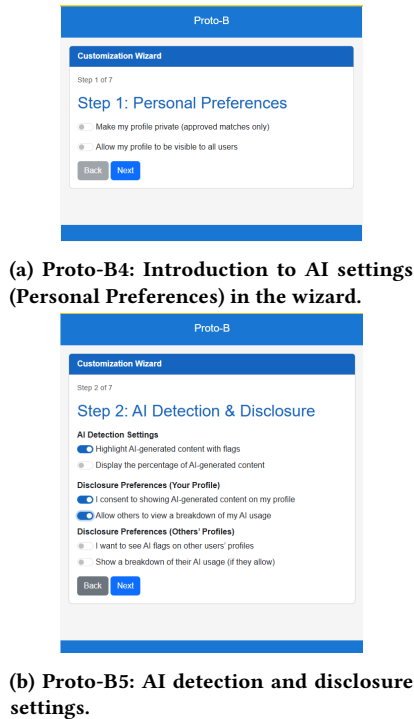 Proto-B
Customization Wizard
Step 1 of 7
Step 1: Personal Preferences
Make my profile private (approved matches only)
Allow my profile to be visible to all users
Back Next
(a) Proto-B4: Introduction to AI settings
(Personal Preferences) in the wizard.
Proto-B
Customization Wizard
Step 2 of 7
Step 2: AI Detection & Disclosure
AI Detection Settings
Highlight AI-generated content with flags
Display the percentage of AI-generated content
Disclosure Preferences (Your Profile)
I consent to showing AI-generated content on my profile
Allow others to view a breakdown of my AI usage
Disclosure Preferences (Others' Profiles)
I want to see AI flags on other users' profiles
Show a breakdown of their AI usage (if they allow)
Back Next
(b) Proto-B5: AI detection and disclosure
settings.